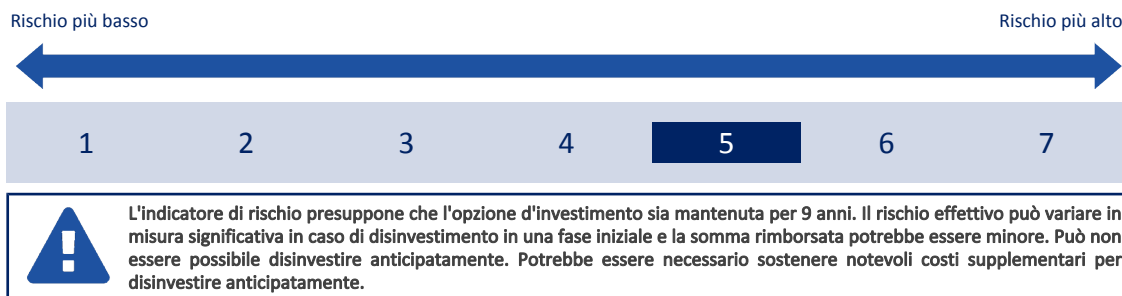 Rischio più basso Rischio più alto
1 2 3 4 5 6 7
L'indicatore di rischio presuppone che l'opzione d'investimento sia mantenuta per 9 anni. Il rischio effettivo può variare in
misura significativa in caso di disinvestimento in una fase iniziale e la somma rimborsata potrebbe essere minore. Può non
essere possibile disinvestire anticipatamente. Potrebbe essere necessario sostenere notevoli costi supplementari per
disinvestire anticipatamente.